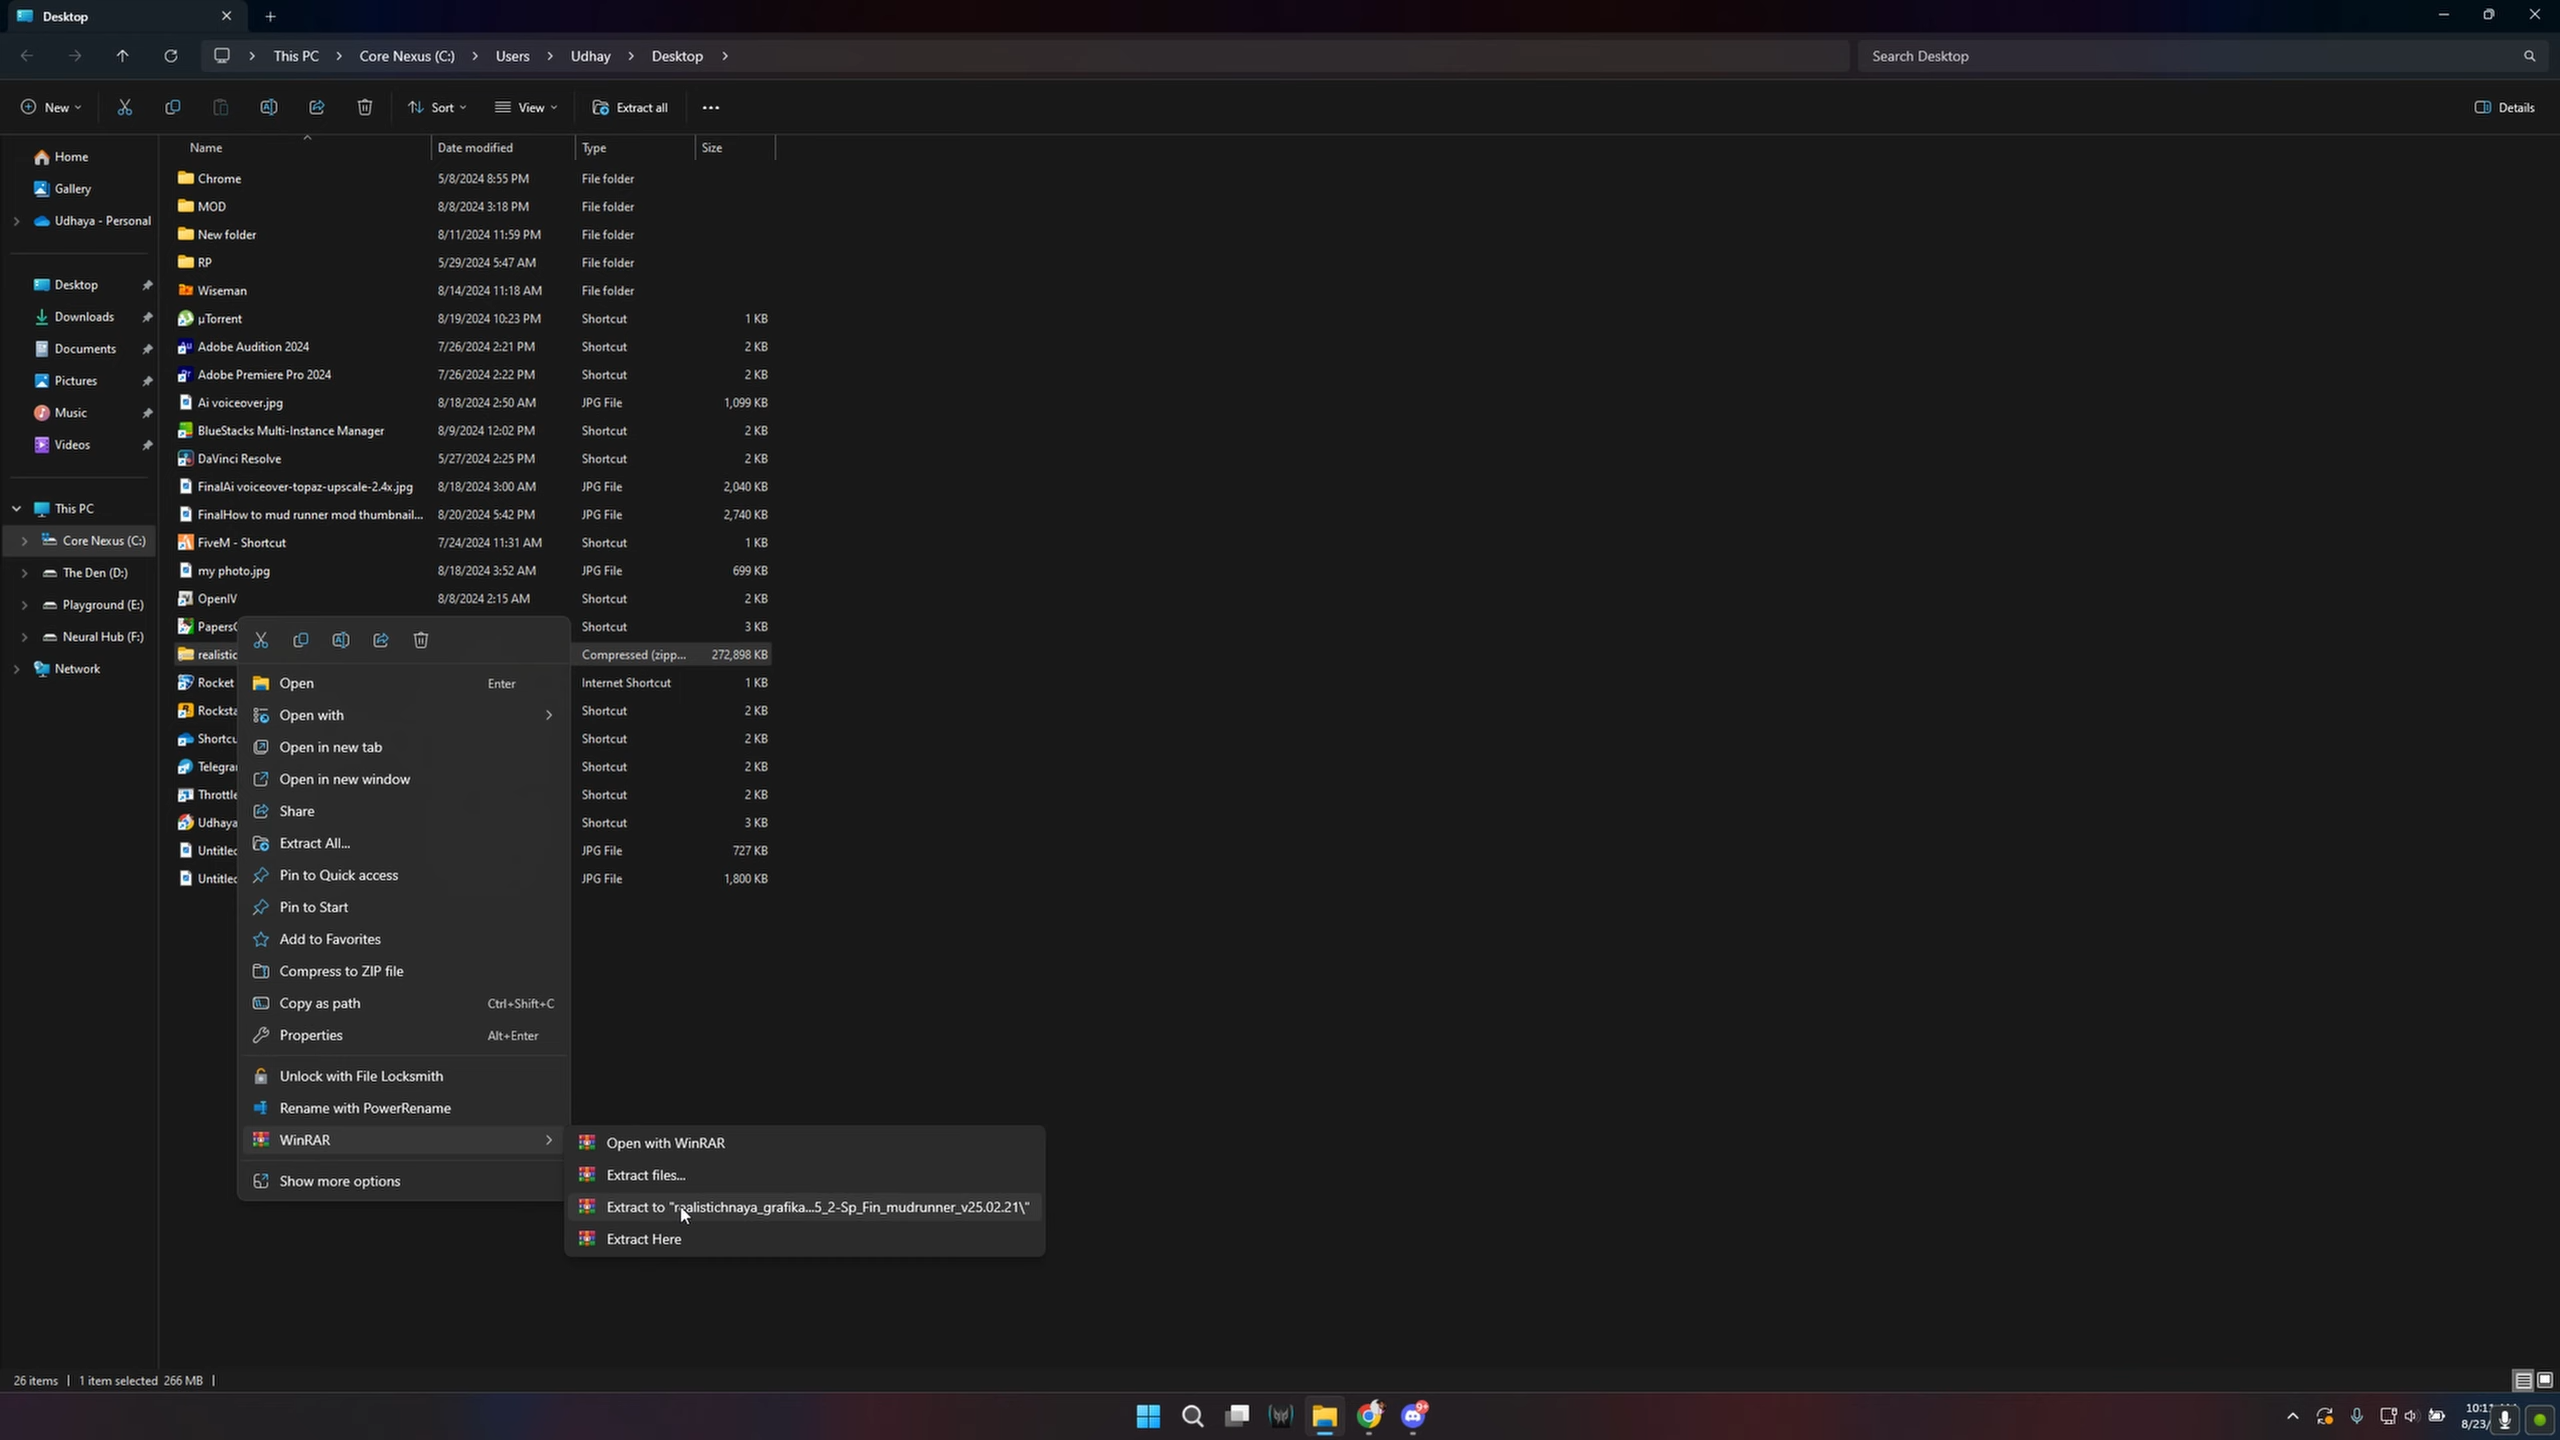 Desktop
This PC
Core Nexus (C:)
Users
Udhay
Desktop
Search Desktop
New
Sort
View
Extract all
Details
Name
Date modified
Type
Size
Home
Gallery
Udhaya - Personal
Desktop
Downloads
Documents
Pictures
Music
Videos
This PC
Core Nexus (C:)
The Den (D:)
Playground (E:)
Neural Hub (F:)
Network
Chrome 5/8/2024 8:55 PM File folder
MOD 8/8/2024 3:18 PM File folder
New folder 8/11/2024 11:59 PM File folder
RP 5/29/2024 5:47 AM File folder
Wiseman 8/14/2024 11:18 AM File folder
µTorrent 8/19/2024 10:23 PM Shortcut 1 KB
Adobe Audition 2024 7/26/2024 2:21 PM Shortcut 2 KB
Adobe Premiere Pro 2024 7/26/2024 2:22 PM Shortcut 2 KB
Ai voiceover.jpg 8/18/2024 2:50 AM JPG File 1,099 KB
BlueStacks Multi-Instance Manager 8/9/2024 12:02 PM Shortcut 2 KB
DaVinci Resolve 5/27/2024 2:25 PM Shortcut 2 KB
FinalAi voiceover-topaz-upscale-2.4x.jpg 8/18/2024 3:00 AM JPG File 2,040 KB
FinalHow to mud runner mod thumbnail... 8/20/2024 5:42 PM JPG File 2,740 KB
FiveM - Shortcut 7/24/2024 11:31 AM Shortcut 1 KB
my photo.jpg 8/18/2024 3:52 AM JPG File 699 KB
OpenIV 8/8/2024 2:15 AM Shortcut 2 KB
Shortcut 3 KB
Compressed (zipp... 272,898 KB
Rocket Internet Shortcut 1 KB
Shortcut 2 KB
Shortcut 2 KB
Shortcut 2 KB
Shortcut 2 KB
Udhaya Shortcut 3 KB
JPG File 727 KB
JPG File 1,800 KB
Open Enter
Open with
Open in new tab
Open in new window
Share
Extract All...
Pin to Quick access
Pin to Start
Add to Favorites
Compress to ZIP file
Copy as path Ctrl+Shift+C
Properties Alt+Enter
Unlock with File Locksmith
Rename with PowerRename
WinRAR
Show more options
Open with WinRAR
Extract files...
Extract to "realistichnaya_grafika...5_2-Sp_Fin_mudrunner_v25.02.21\"
Extract Here
26 items | 1 item selected 266 MB |
9+
8/23/